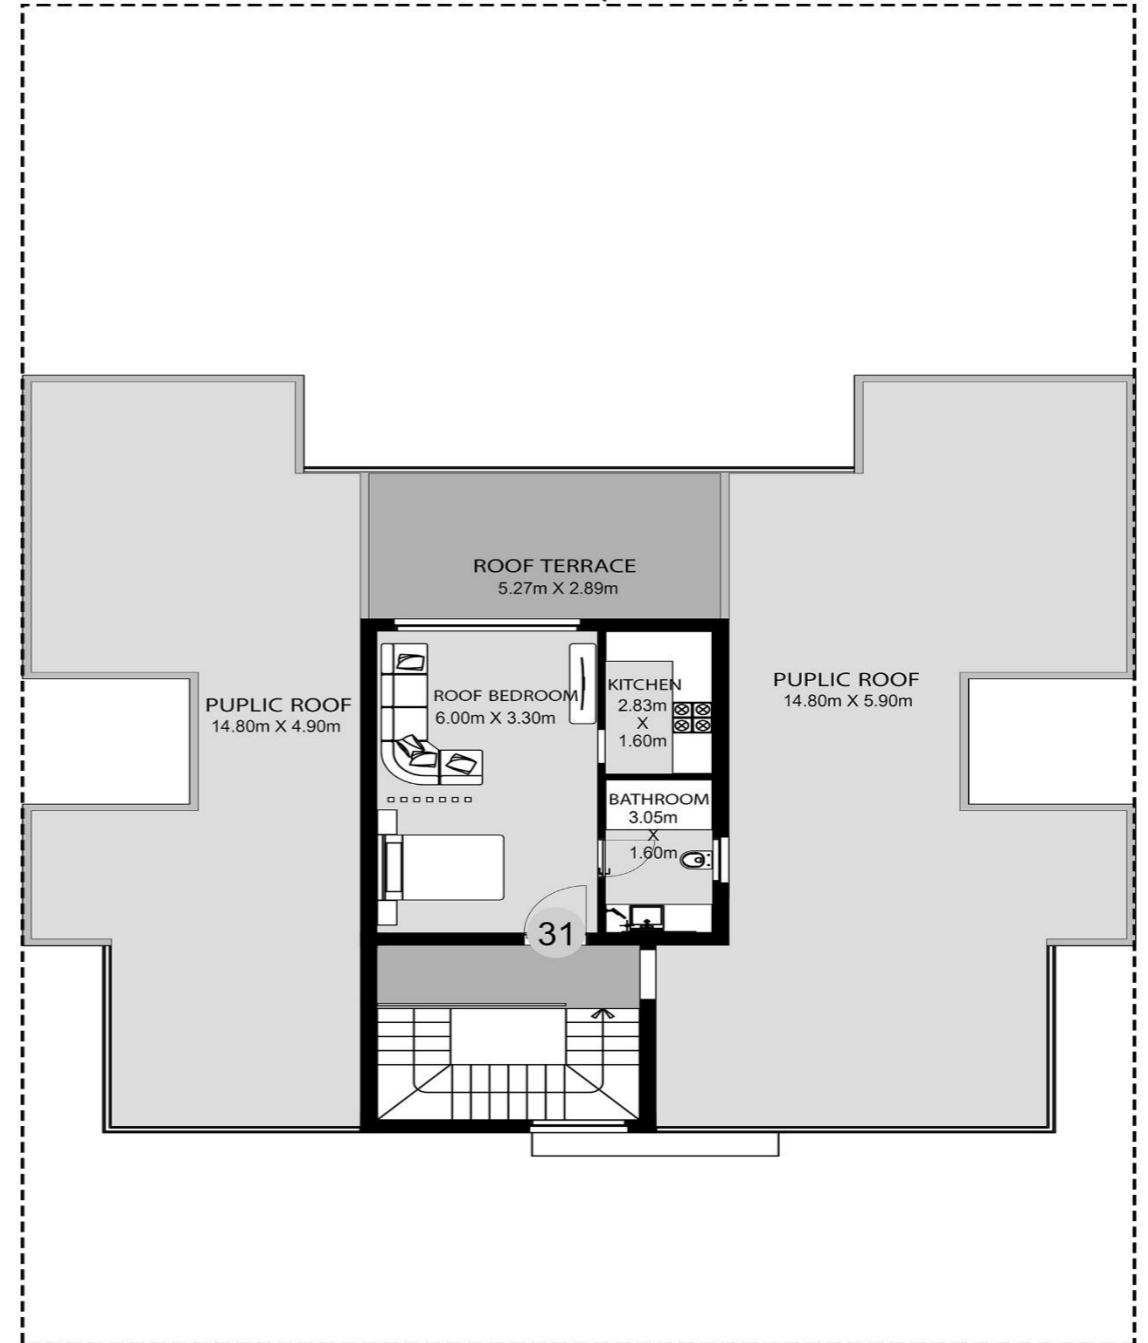 ROOF TERRACE
5.27m X 2.89m
PUPLIC ROOF
14.80m X 4.90m
ROOF BEDROOM
6.00m X 3.30m
KITCHEN
2.83m
X
1.60m
PUPLIC ROOF
14.80m X 5.90m
BATHROOM
3.05m
X
1.60m
31